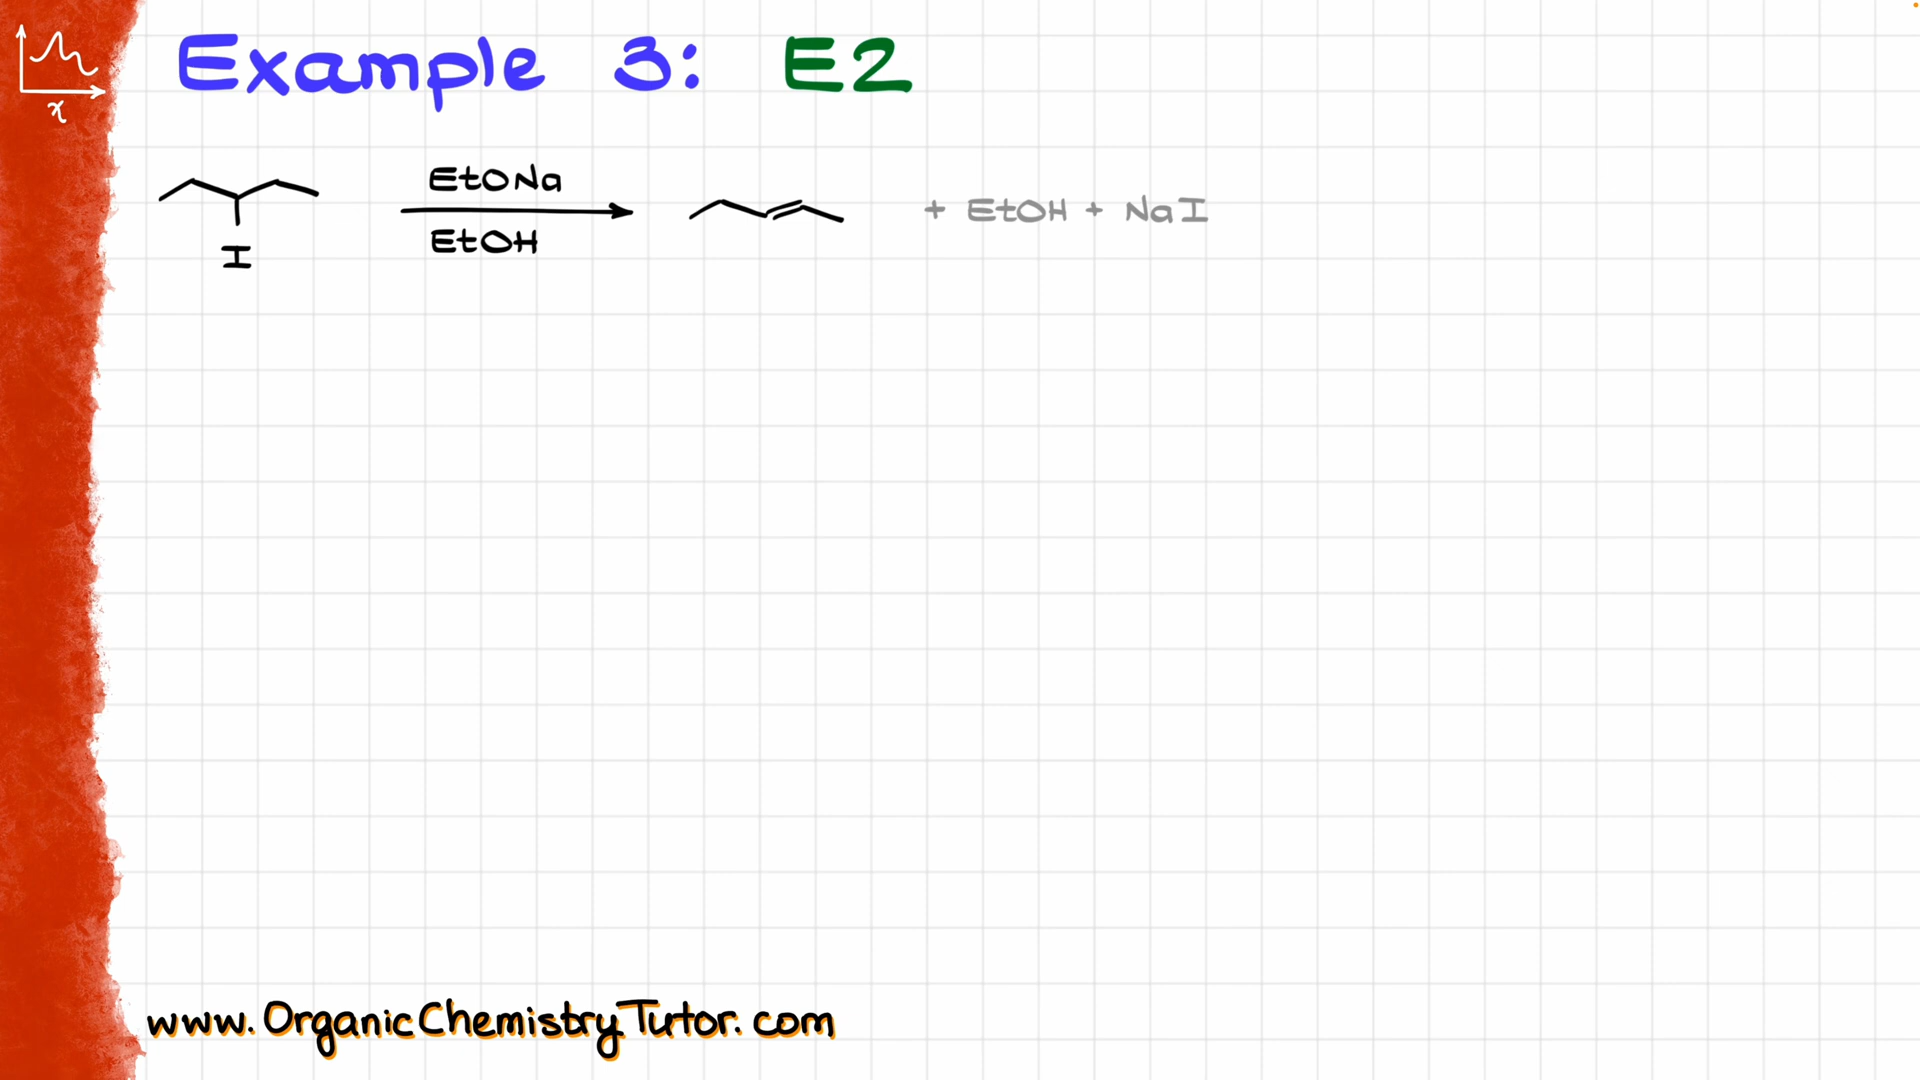 x
Example 3: E2
EtONa
+ EtOH + NaI
EtOH
I
www.OrganicChemistryTutor.com